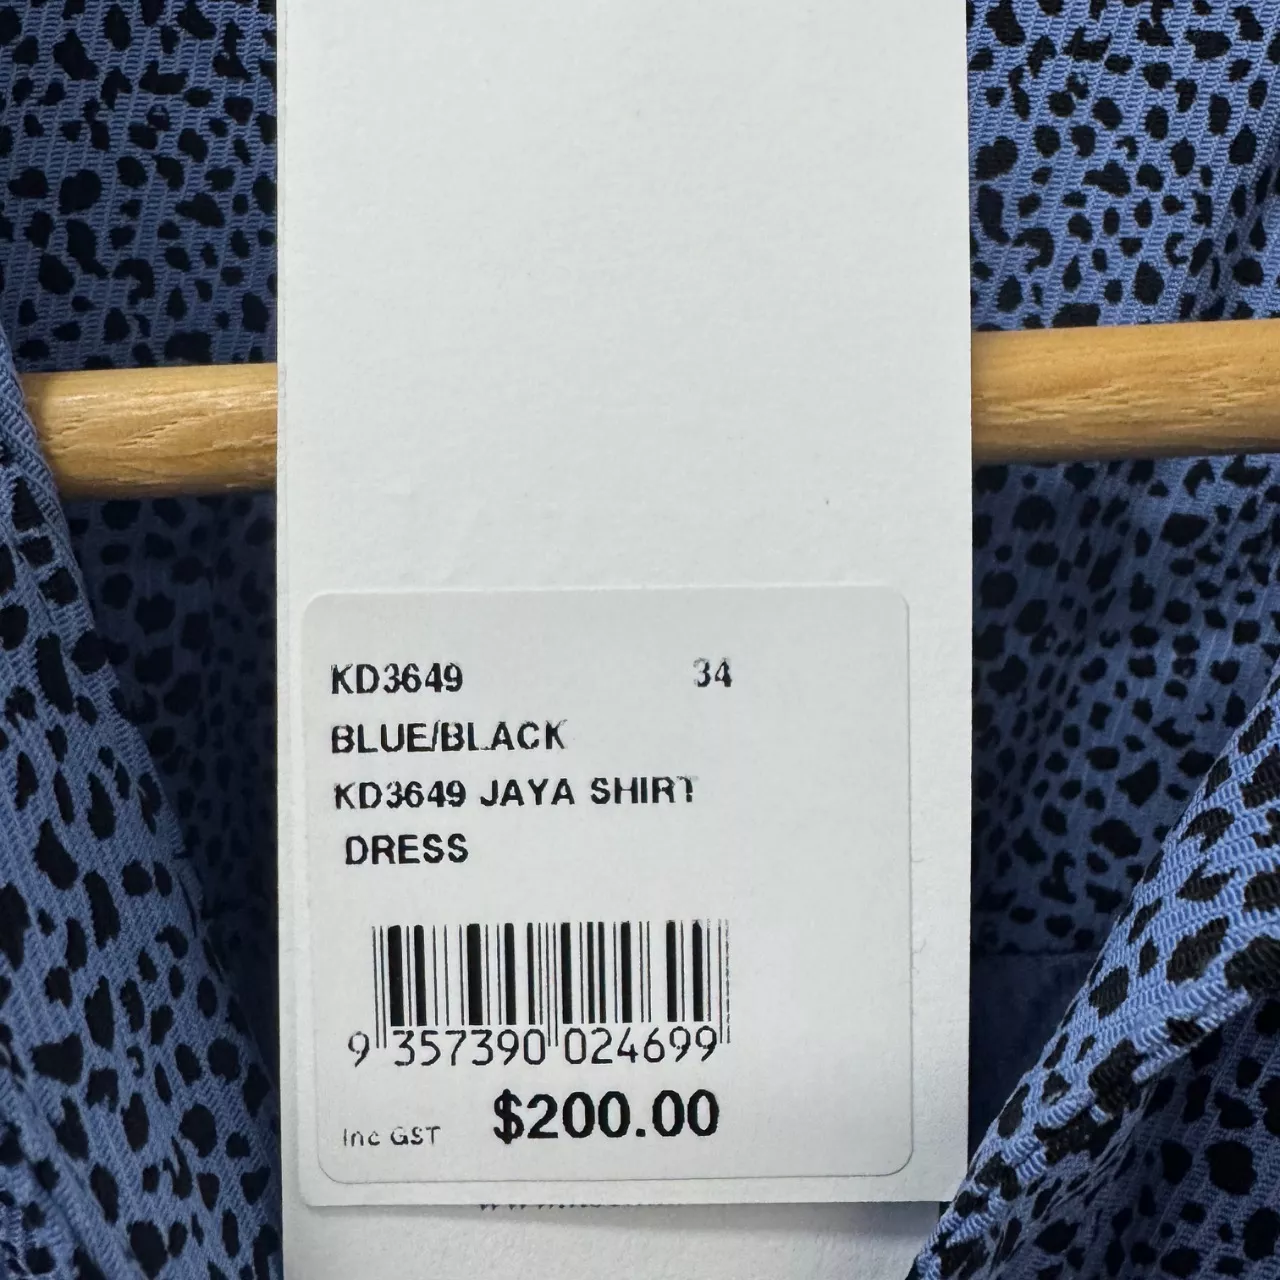 KD3649 34
BLUE/BLACK
KD3649 JAYA SHIRT
DRESS
9 357390 024699
Inc GST $200.00